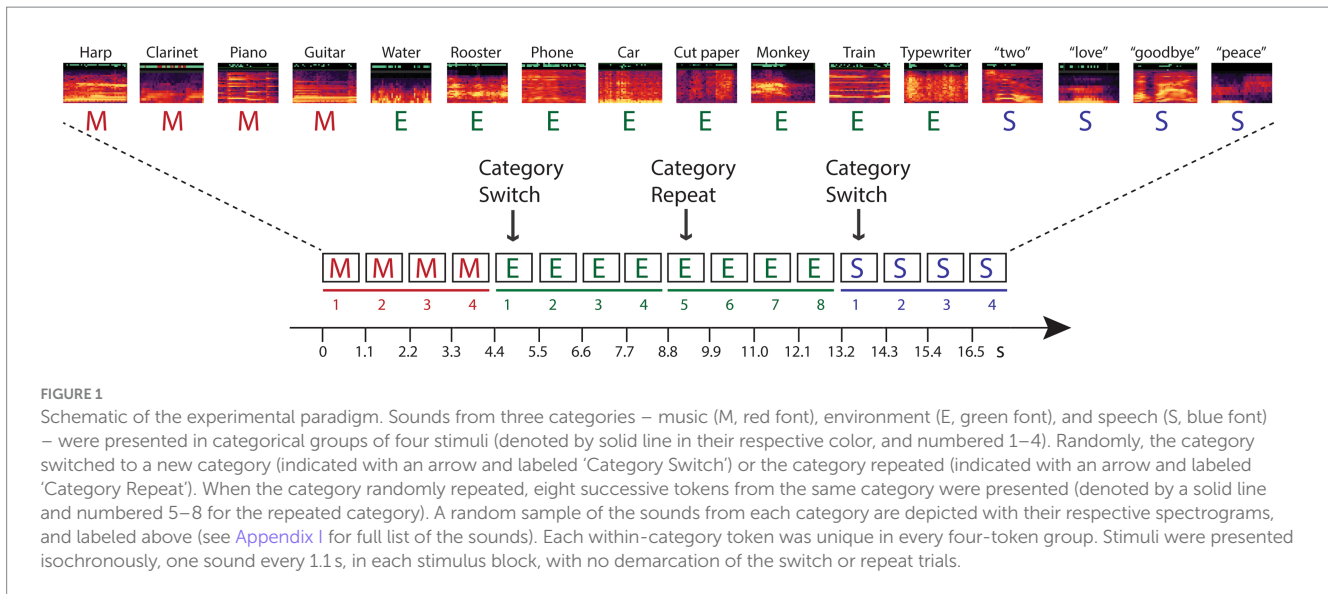 Harp Clarinet Piano Guitar Water Rooster Phone Car Cut paper Monkey Train Typewriter “two” “love” “goodbye” “peace”
M M M M E E E E E E E E S S S S
Category Switch
Category Repeat
Category Switch
M M M M E E E E E E E E S S S S
1 2 3 4 1 2 3 4 5 6 7 8 1 2 3 4
0 1.1 2.2 3.3 4.4 5.5 6.6 7.7 8.8 9.9 11.0 12.1 13.2 14.3 15.4 16.5 s
FIGURE 1
Schematic of the experimental paradigm. Sounds from three categories – music (M, red font), environment (E, green font), and speech (S, blue font)
– were presented in categorical groups of four stimuli (denoted by solid line in their respective color, and numbered 1–4). Randomly, the category
switched to a new category (indicated with an arrow and labeled ‘Category Switch’) or the category repeated (indicated with an arrow and labeled
‘Category Repeat’). When the category randomly repeated, eight successive tokens from the same category were presented (denoted by a solid line
and numbered 5–8 for the repeated category). A random sample of the sounds from each category are depicted with their respective spectrograms,
and labeled above (see Appendix I for full list of the sounds). Each within-category token was unique in every four-token group. Stimuli were presented
isochronously, one sound every 1.1 s, in each stimulus block, with no demarcation of the switch or repeat trials.